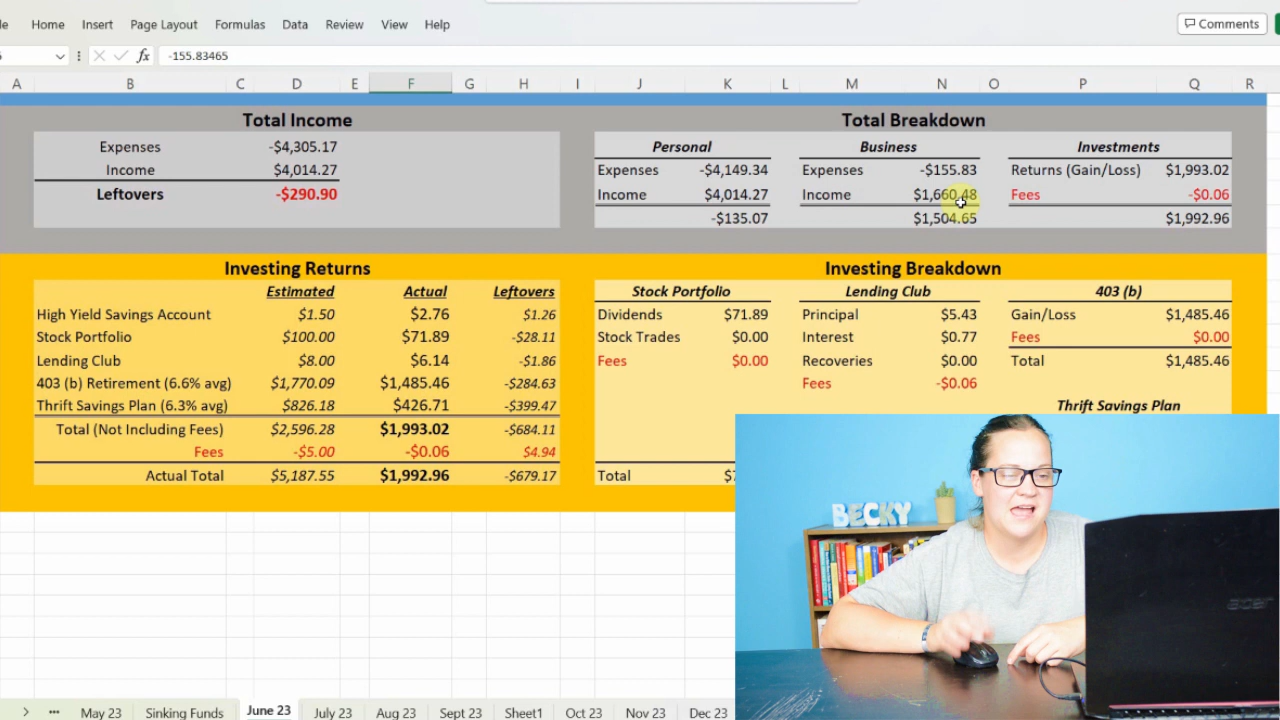 Home Insert Page Layout Formulas Data Review View Help Comments
fx -155.83465
A B C D E F G H I J K L M N O P Q R
Total Income
Expenses -$4,305.17
Income $4,014.27
Leftovers -$290.90
Total Breakdown
Personal Business Investments
Expenses -$4,149.34 Expenses -$155.83 Returns (Gain/Loss) $1,993.02
Income $4,014.27 Income $1,660.48 Fees -$0.06
-$135.07 $1,504.65 $1,992.96
Investing Returns
Estimated Actual Leftovers
High Yield Savings Account $1.50 $2.76 $1.26
Stock Portfolio $100.00 $71.89 -$28.11
Lending Club $8.00 $6.14 -$1.86
403 (b) Retirement (6.6% avg) $1,770.09 $1,485.46 -$284.63
Thrift Savings Plan (6.3% avg) $826.18 $426.71 -$399.47
Total (Not Including Fees) $2,596.28 $1,993.02 -$684.11
Fees -$5.00 -$0.06 $4.94
Actual Total $5,187.55 $1,992.96 -$679.17
Investing Breakdown
Stock Portfolio Lending Club 403 (b)
Dividends $71.89 Principal $5.43 Gain/Loss $1,485.46
Stock Trades $0.00 Interest $0.77 Fees $0.00
Fees $0.00 Recoveries $0.00 Total $1,485.46
Fees -$0.06
Thrift Savings Plan
Total
BECKY
acer
May 23 Sinking Funds June 23 July 23 Aug 23 Sept 23 Sheet1 Oct 23 Nov 23 Dec 23